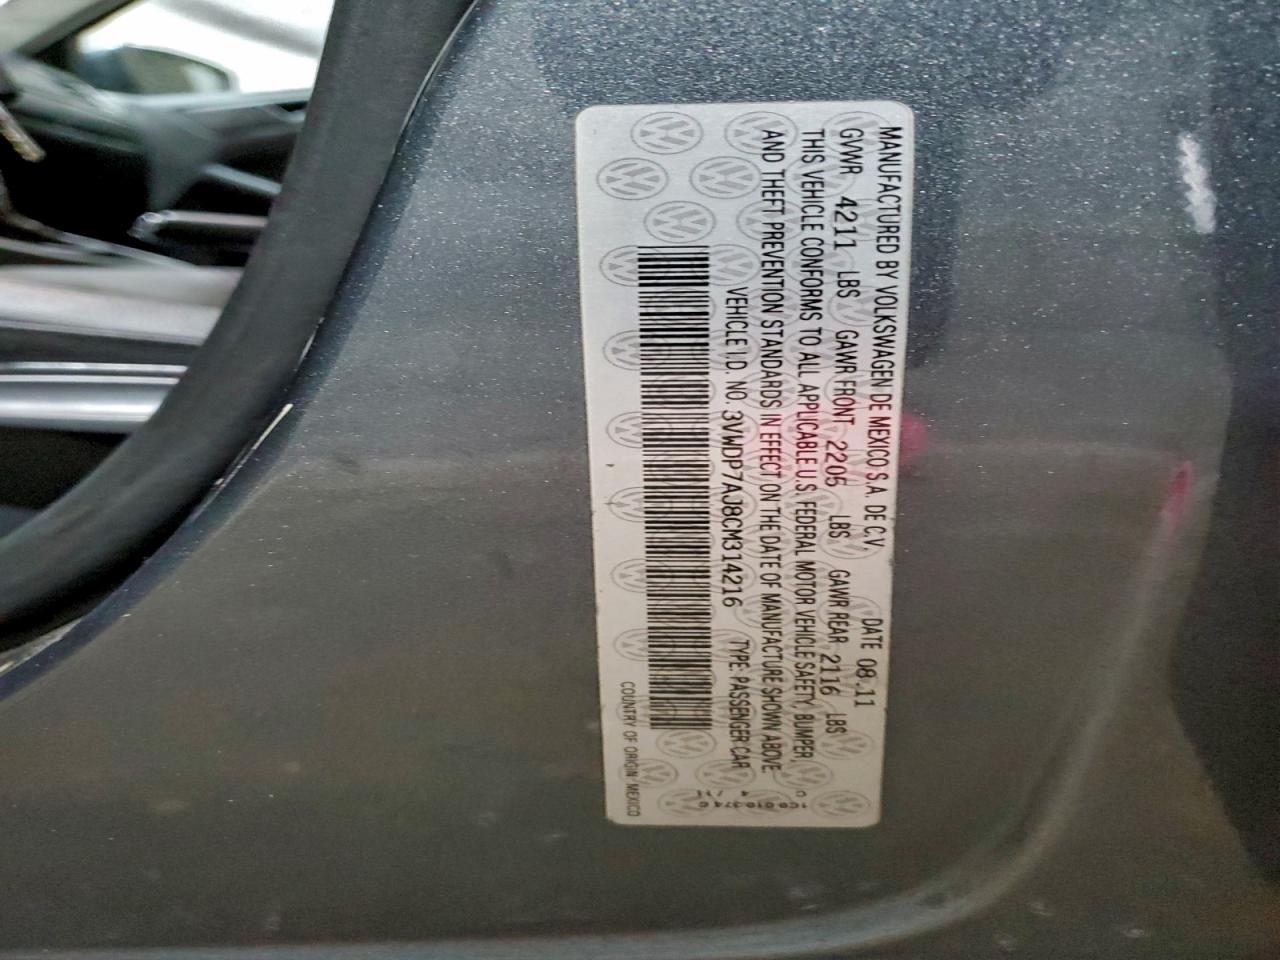 MANUFACTURED BY VOLKSWAGEN DE MEXICO S.A. DE C.V. DATE 08.11
GVWR 4211 LBS GAWR FRONT 2205 LBS GAWR REAR 2116 LBS
THIS VEHICLE CONFORMS TO ALL APPLICABLE U.S. FEDERAL MOTOR VEHICLE SAFETY, BUMPER,
AND THEFT PREVENTION STANDARDS IN EFFECT ON THE DATE OF MANUFACTURE SHOWN ABOVE.
VEHICLE I.D. NO. 3VWDP7AJ8CM314216 TYPE: PASSENGER CAR
COUNTRY OF ORIGIN: MEXICO